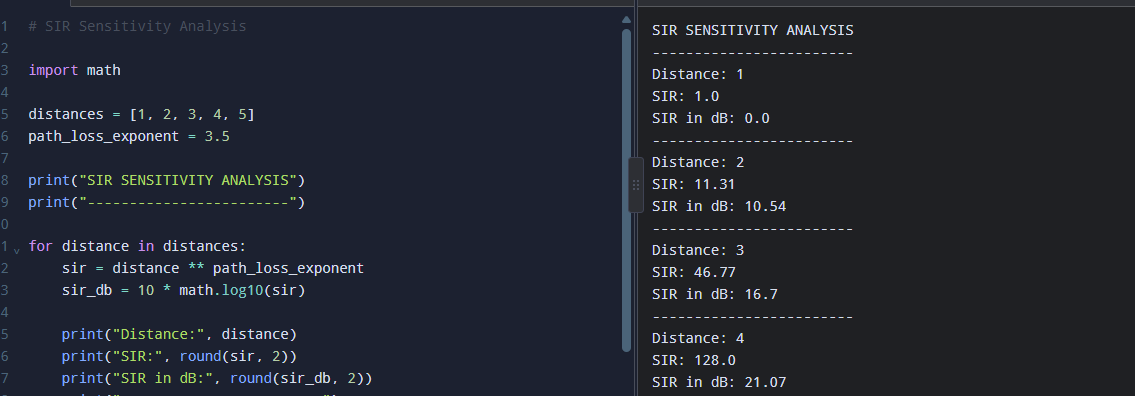 1 # SIR Sensitivity Analysis
2
3 import math
4
5 distances = [1, 2, 3, 4, 5]
6 path_loss_exponent = 3.5
7
8 print("SIR SENSITIVITY ANALYSIS")
9 print("------------------------")
0
1 for distance in distances:
2 sir = distance ** path_loss_exponent
3 sir_db = 10 * math.log10(sir)
4
5 print("Distance:", distance)
6 print("SIR:", round(sir, 2))
7 print("SIR in dB:", round(sir_db, 2))
SIR SENSITIVITY ANALYSIS
------------------------
Distance: 1
SIR: 1.0
SIR in dB: 0.0
------------------------
Distance: 2
SIR: 11.31
SIR in dB: 10.54
------------------------
Distance: 3
SIR: 46.77
SIR in dB: 16.7
------------------------
Distance: 4
SIR: 128.0
SIR in dB: 21.07